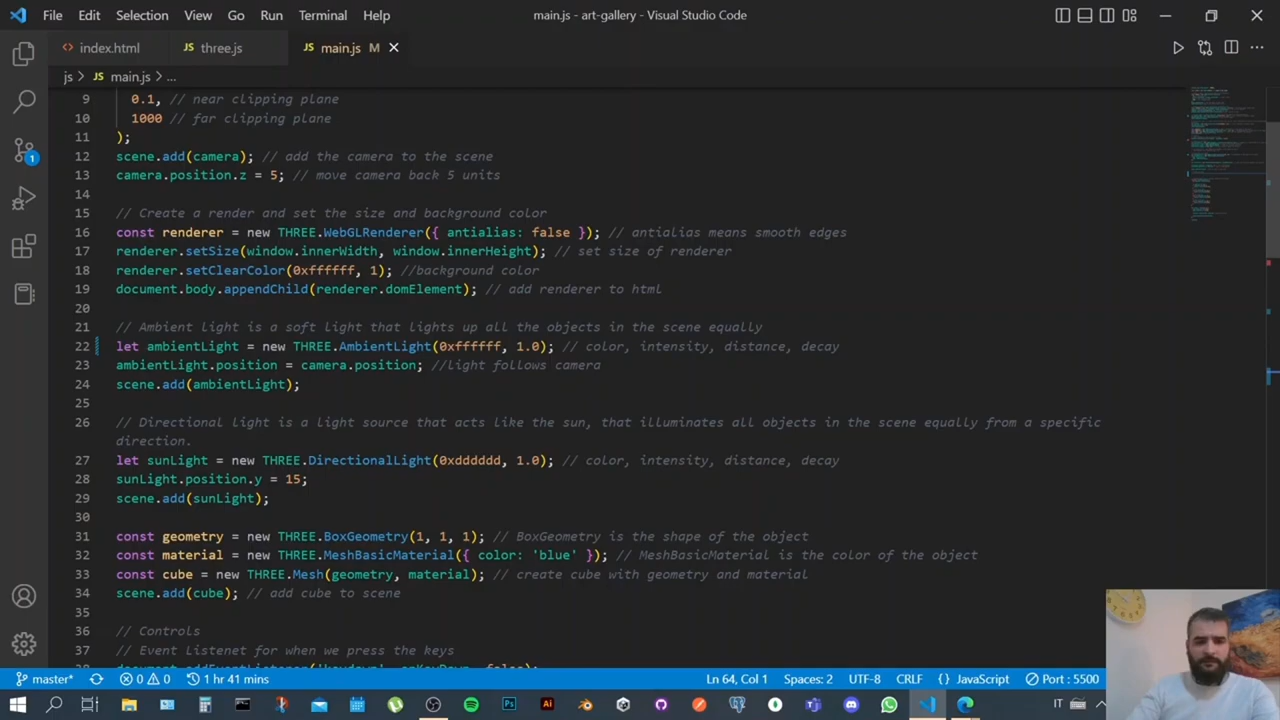 File Edit Selection View Go Run Terminal Help main.js - art-gallery - Visual Studio Code
<> index.html JS three.js JS main.js M
js > JS main.js > ...
9 0.1, // near clipping plane
10 1000 // far clipping plane
11 );
12 scene.add(camera); // add the camera to the scene
13 camera.position.z = 5; // move camera back 5 units
14
15 // Create a render and set the size and background color
16 const renderer = new THREE.WebGLRenderer({ antialias: false }); // antialias means smooth edges
17 renderer.setSize(window.innerWidth, window.innerHeight); // set size of renderer
18 renderer.setClearColor(0xffffff, 1); //background color
19 document.body.appendChild(renderer.domElement); // add renderer to html
20
21 // Ambient light is a soft light that lights up all the objects in the scene equally
22 let ambientLight = new THREE.AmbientLight(0xffffff, 1.0); // color, intensity, distance, decay
23 ambientLight.position = camera.position; //light follows camera
24 scene.add(ambientLight);
25
26 // Directional light is a light source that acts like the sun, that illuminates all objects in the scene equally from a specific
direction.
27 let sunLight = new THREE.DirectionalLight(0xdddddd, 1.0); // color, intensity, distance, decay
28 sunLight.position.y = 15;
29 scene.add(sunLight);
30
31 const geometry = new THREE.BoxGeometry(1, 1, 1); // BoxGeometry is the shape of the object
32 const material = new THREE.MeshBasicMaterial({ color: 'blue' }); // MeshBasicMaterial is the color of the object
33 const cube = new THREE.Mesh(geometry, material); // create cube with geometry and material
34 scene.add(cube); // add cube to scene
35
36 // Controls
37 // Event Listenet for when we press the keys
38 document.addEventListener('keydown', onKeyDown, false);
1
master* 0 0 1 hr 41 mins Ln 64, Col 1 Spaces: 2 UTF-8 CRLF {} JavaScript Port : 5500
Ps Ai IT